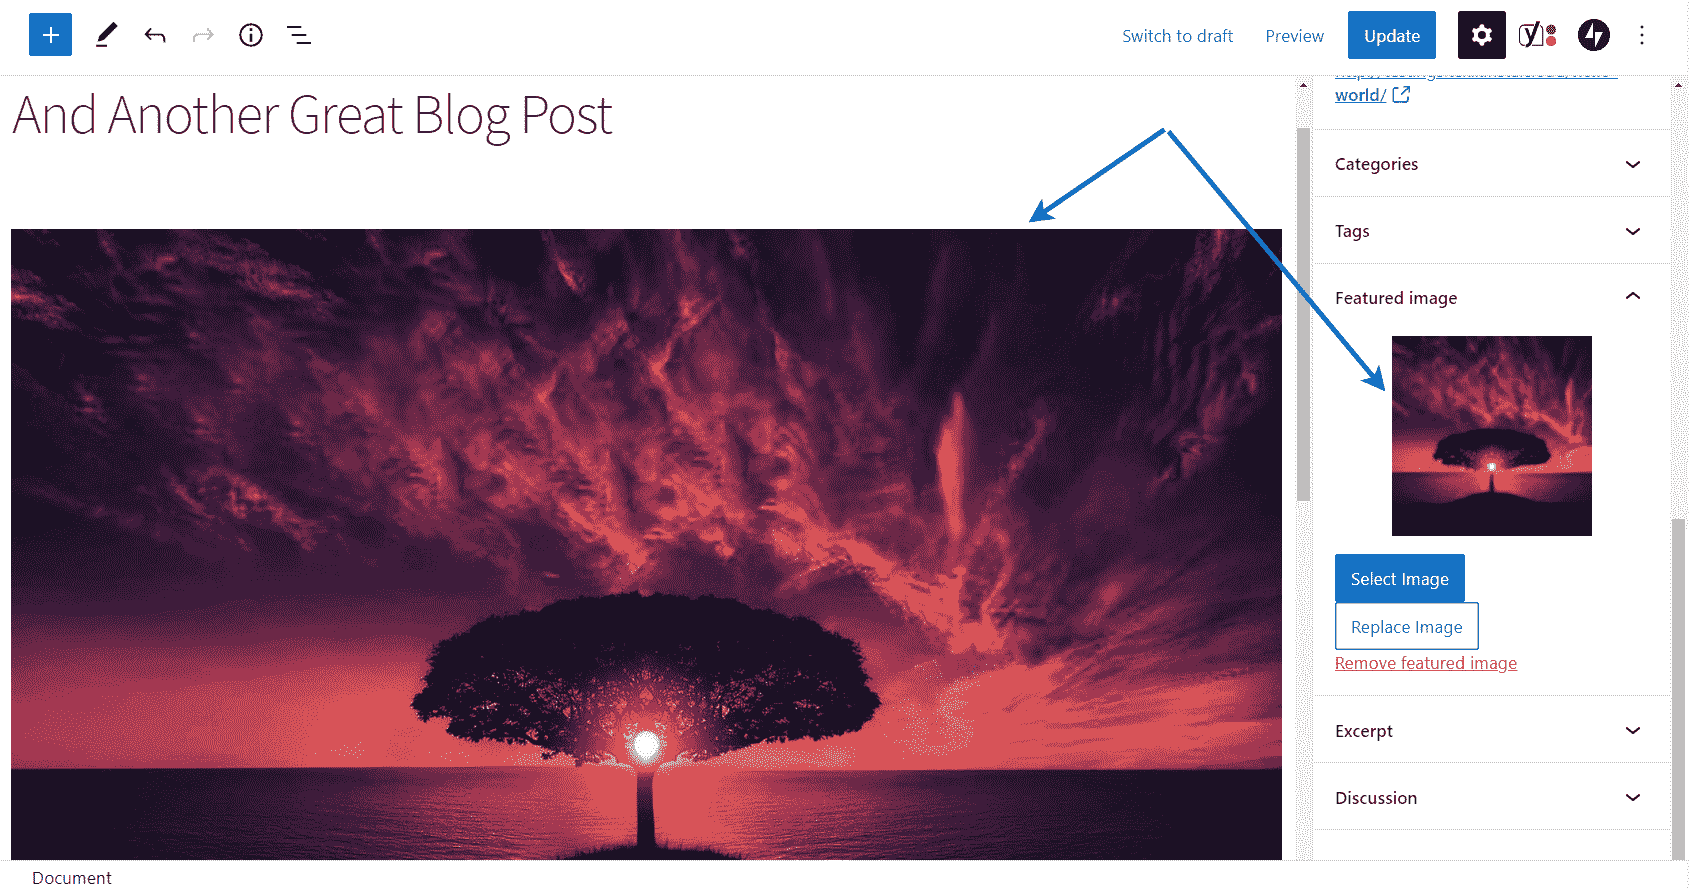 Switch to draft
Preview
Update
And Another Great Blog Post
world/
Categories
Tags
Featured image
Select Image
Replace Image
Remove featured image
Excerpt
Discussion
Document